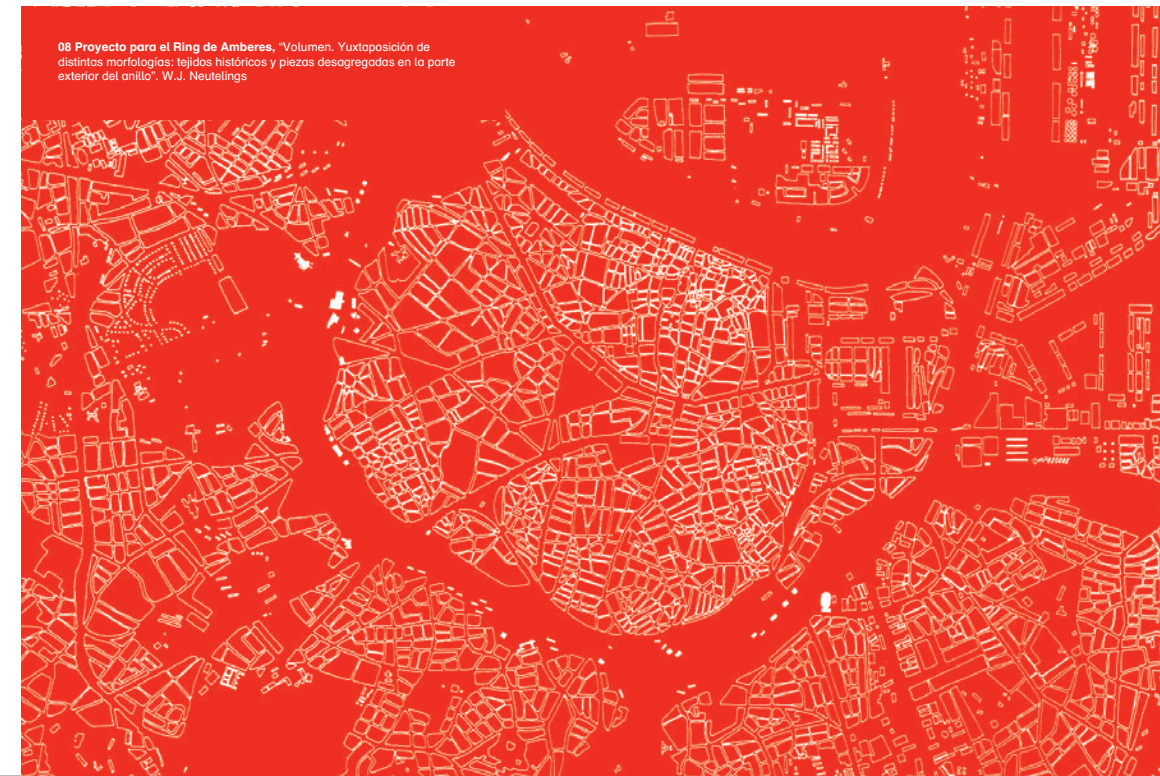 08 Proyecto para el Ring de Amberes, “Volumen. Yuxtaposición de
distintas morfologías: tejidos históricos y piezas desagregadas en la parte
exterior del anillo”. W.J. Neutelings